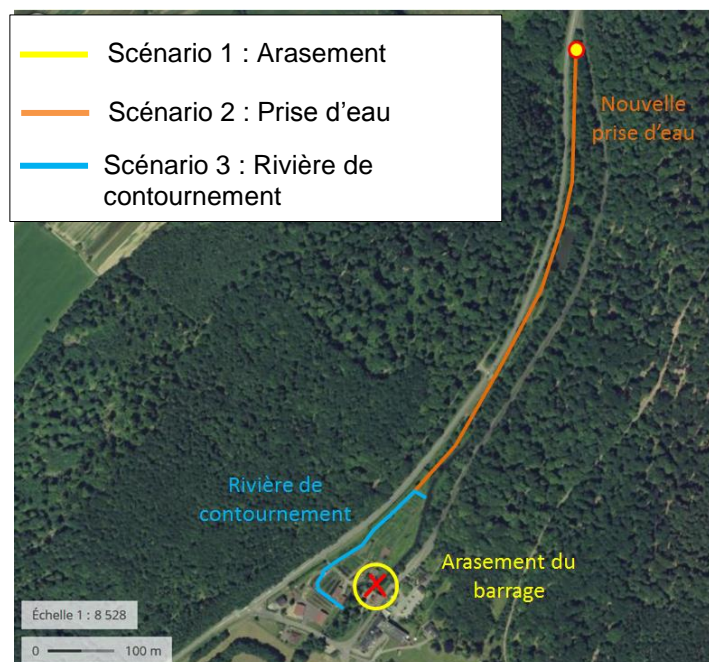 Scénario 1 : Arasement
Scénario 2 : Prise d'eau
Scénario 3 : Rivière de
contournement
Nouvelle
prise d'eau
Rivière de
contournement
Arasement du
barrage
Échelle 1 : 8 528
0 100 m